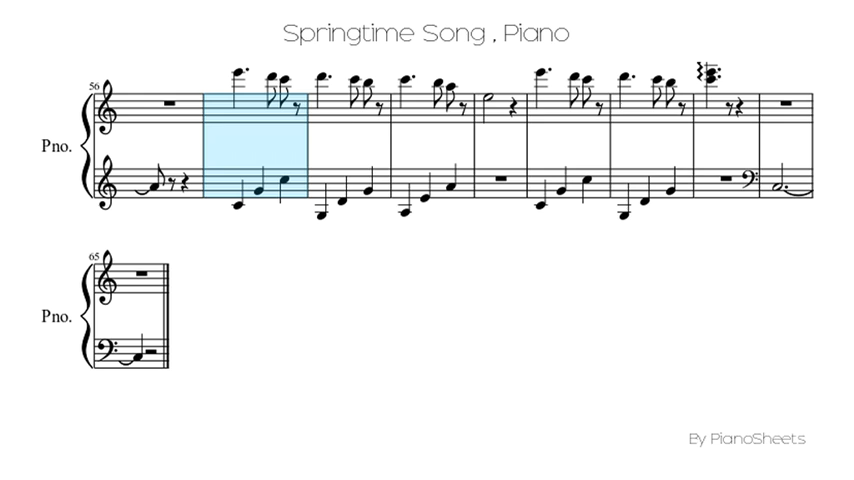 Springtime Song , Piano
56
Pno.
65
Pno.
By PianoSheets